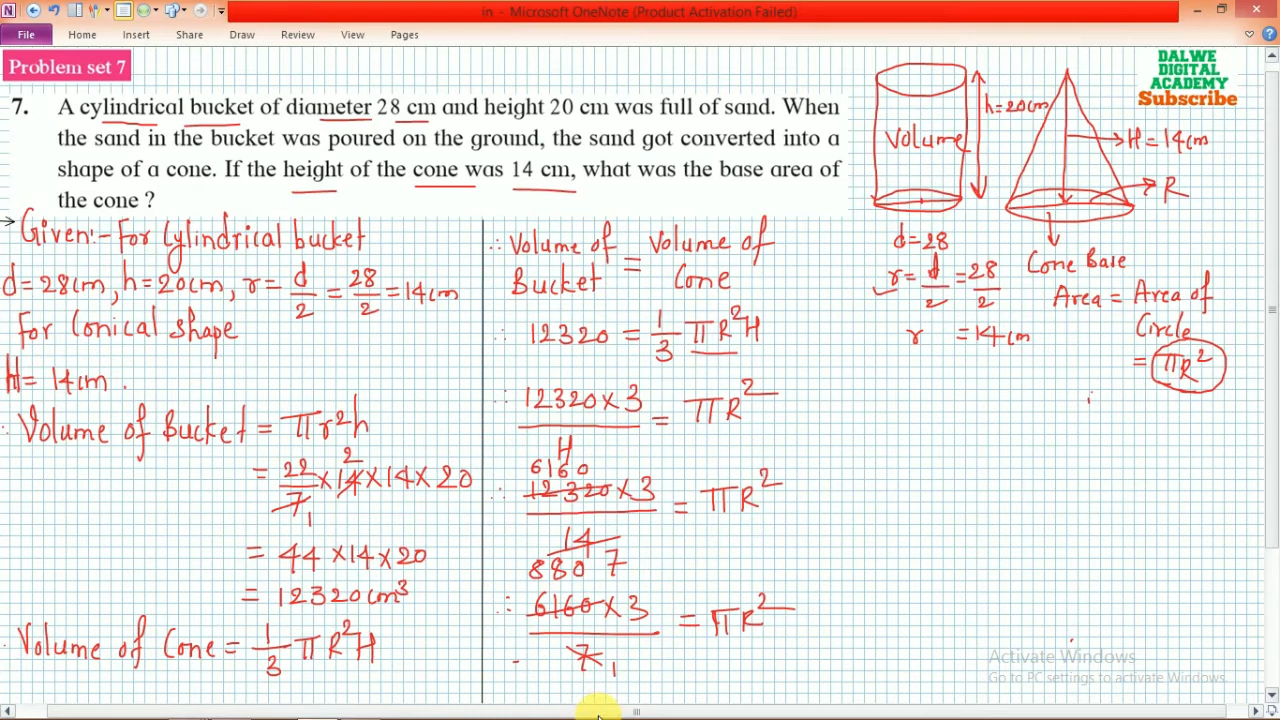 in - Microsoft OneNote (Product Activation Failed)
File Home Insert Share Draw Review View Pages
Problem set 7
7. A cylindrical bucket of diameter 28 cm and height 20 cm was full of sand. When
the sand in the bucket was poured on the ground, the sand got converted into a
shape of a cone. If the height of the cone was 14 cm, what was the base area of
the cone ?
DALWE
DIGITAL
ACADEMY
Subscribe
Volume
h=20cm
H=14cm
R
→ Given:- For Cylindrical bucket
d=28cm, h=20cm, r=d/2=28/2=14cm
For Conical shape
H=14cm.
∴ Volume of Bucket = πr²h
= 22/7 1 × 14 2 × 14 × 20
= 44 × 14 × 20
= 12320cm³
∴ Volume of Cone = 1/3 πR²H
∴ Volume of Bucket = Volume of Cone
∴ 12320 = 1/3 πR²H
∴ 12320×3/H = πR²
∴ 6160 12320×3/14 7 = πR²
∴ 880 6160×3/7 1 = πR²
d=28
r=d/2=28/2
r =14cm
Cone Base
Area = Area of
Circle
= πR²
Activate Windows
Go to PC settings to activate Windows.